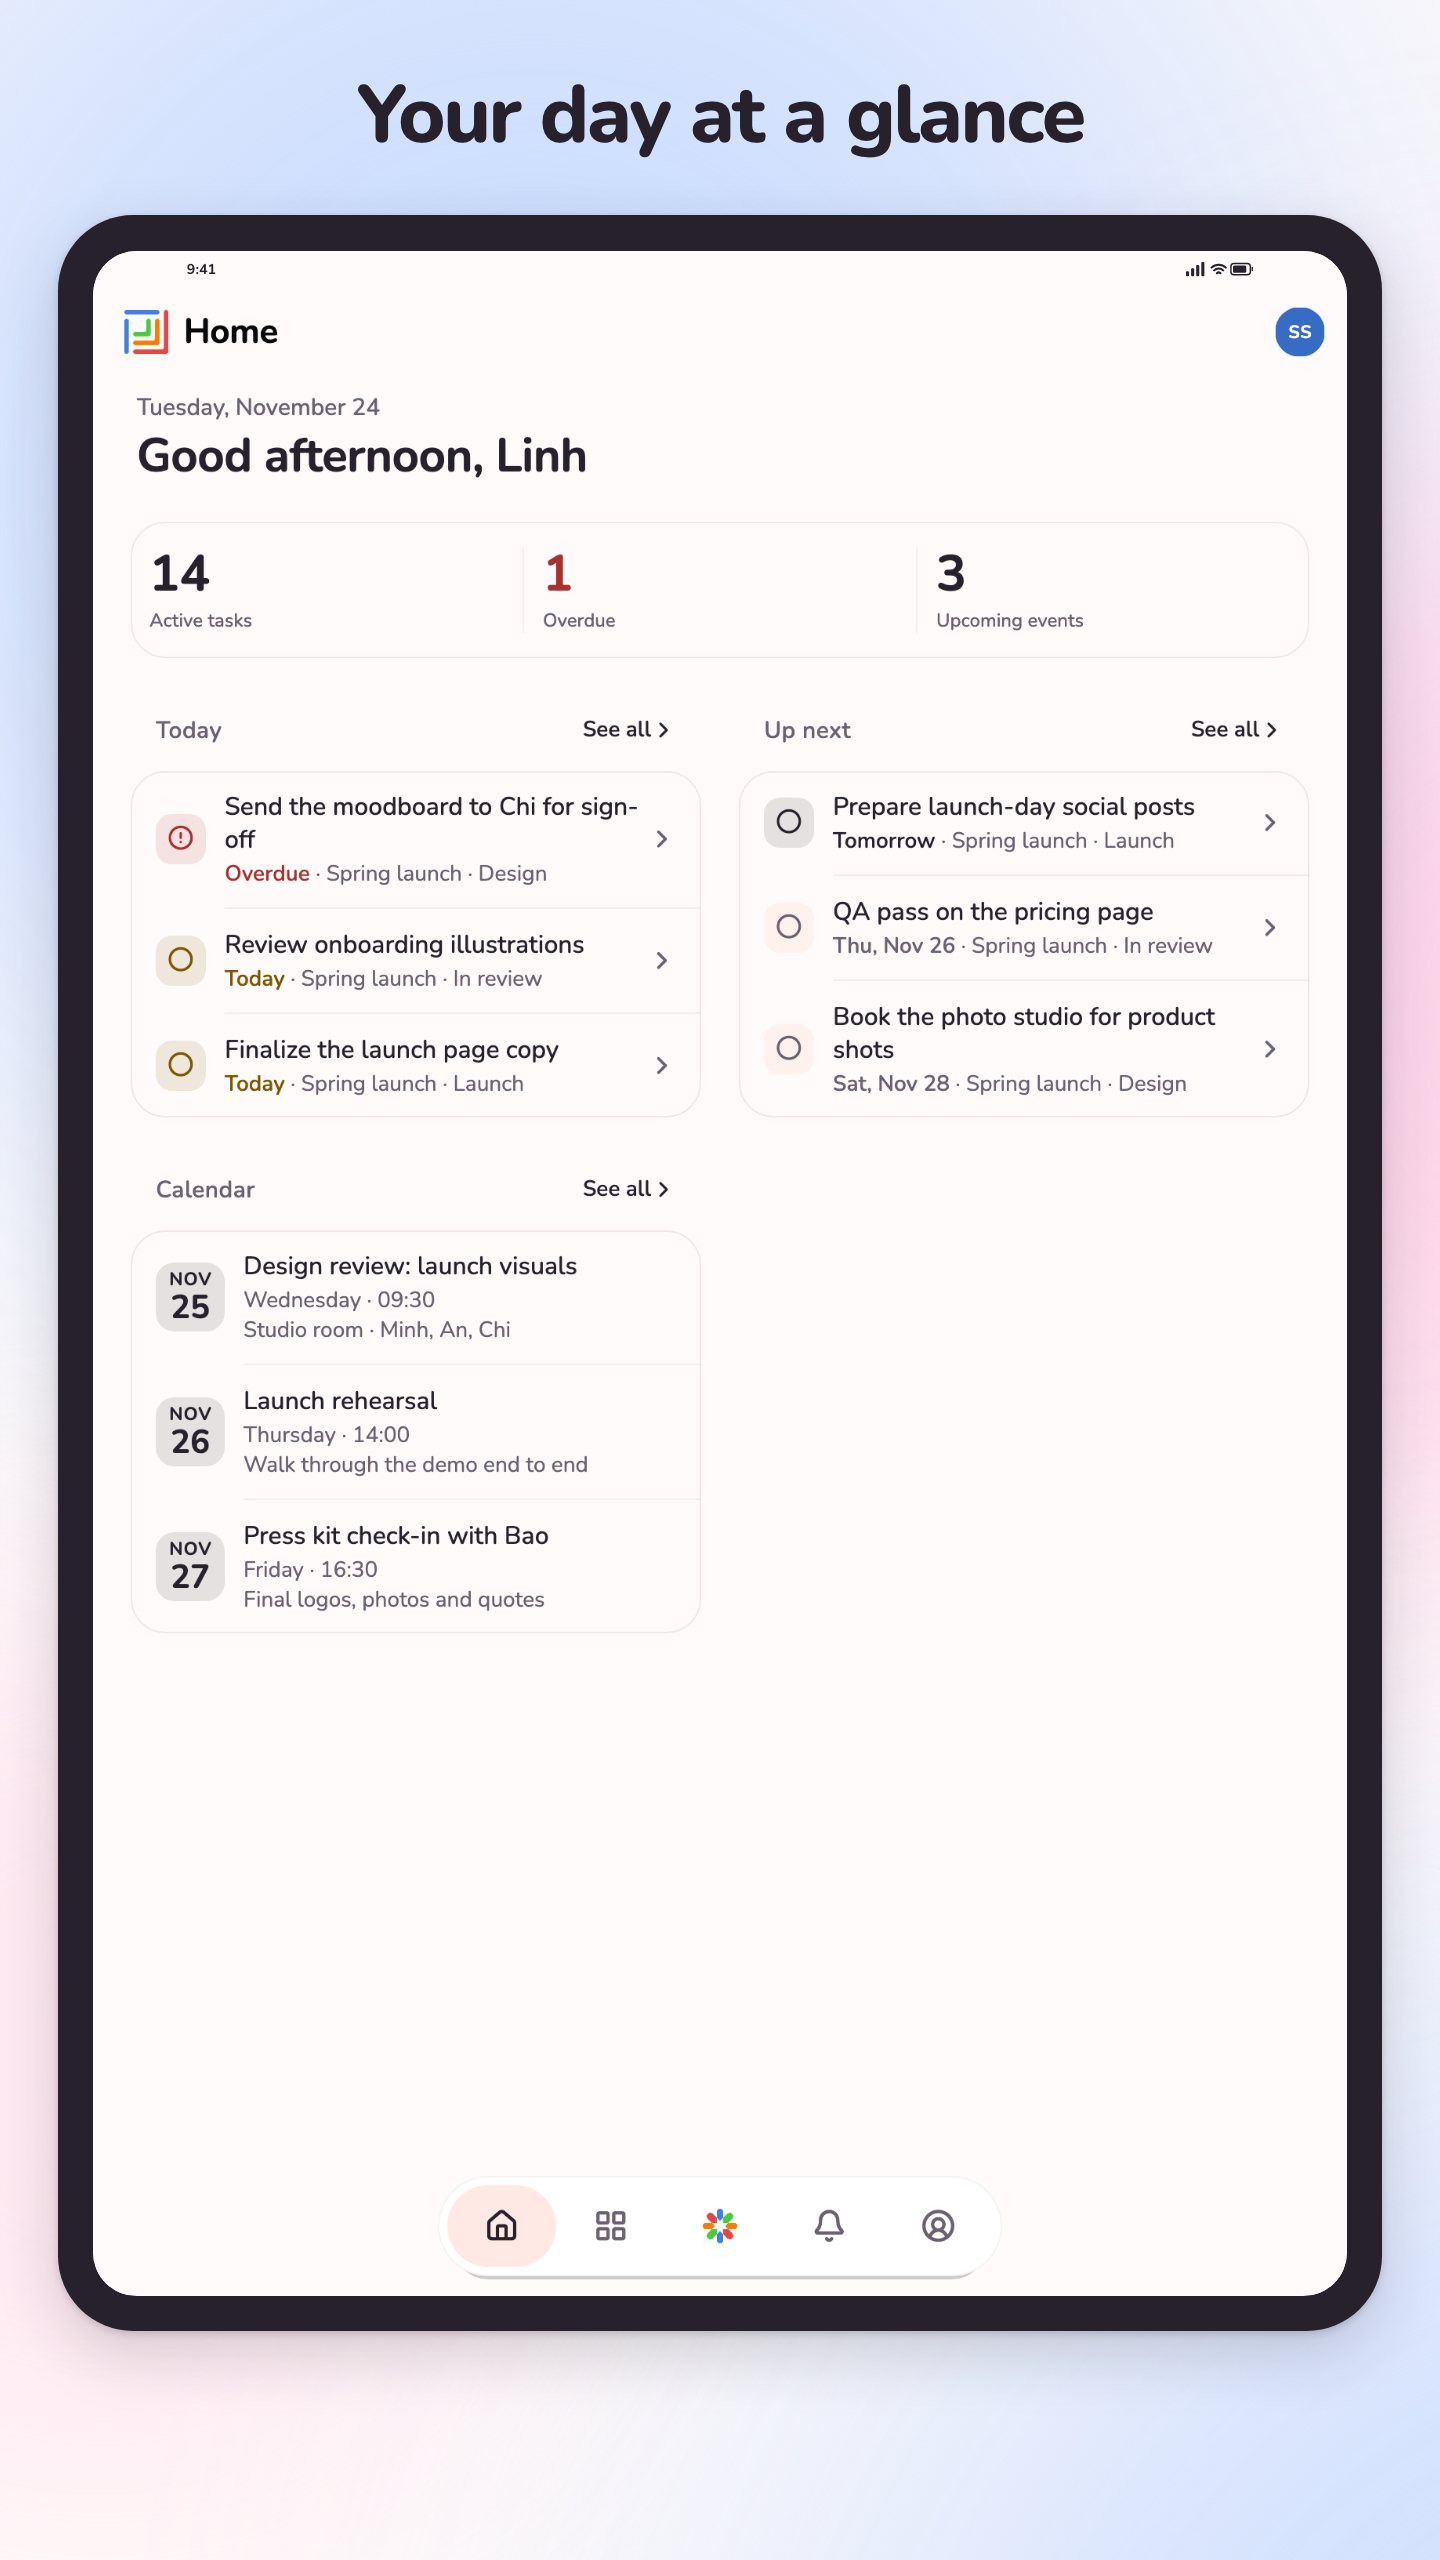 Your day at a glance
9:41
Home
SS
Tuesday, November 24
Good afternoon, Linh
14
Active tasks
1
Overdue
3
Upcoming events
Today
See all
Send the moodboard to Chi for sign-
off
Overdue · Spring launch · Design
Review onboarding illustrations
Today · Spring launch · In review
Finalize the launch page copy
Today · Spring launch · Launch
Up next
See all
Prepare launch-day social posts
Tomorrow · Spring launch · Launch
QA pass on the pricing page
Thu, Nov 26 · Spring launch · In review
Book the photo studio for product
shots
Sat, Nov 28 · Spring launch · Design
Calendar
See all
NOV
25
Design review: launch visuals
Wednesday · 09:30
Studio room · Minh, An, Chi
NOV
26
Launch rehearsal
Thursday · 14:00
Walk through the demo end to end
NOV
27
Press kit check-in with Bao
Friday · 16:30
Final logos, photos and quotes